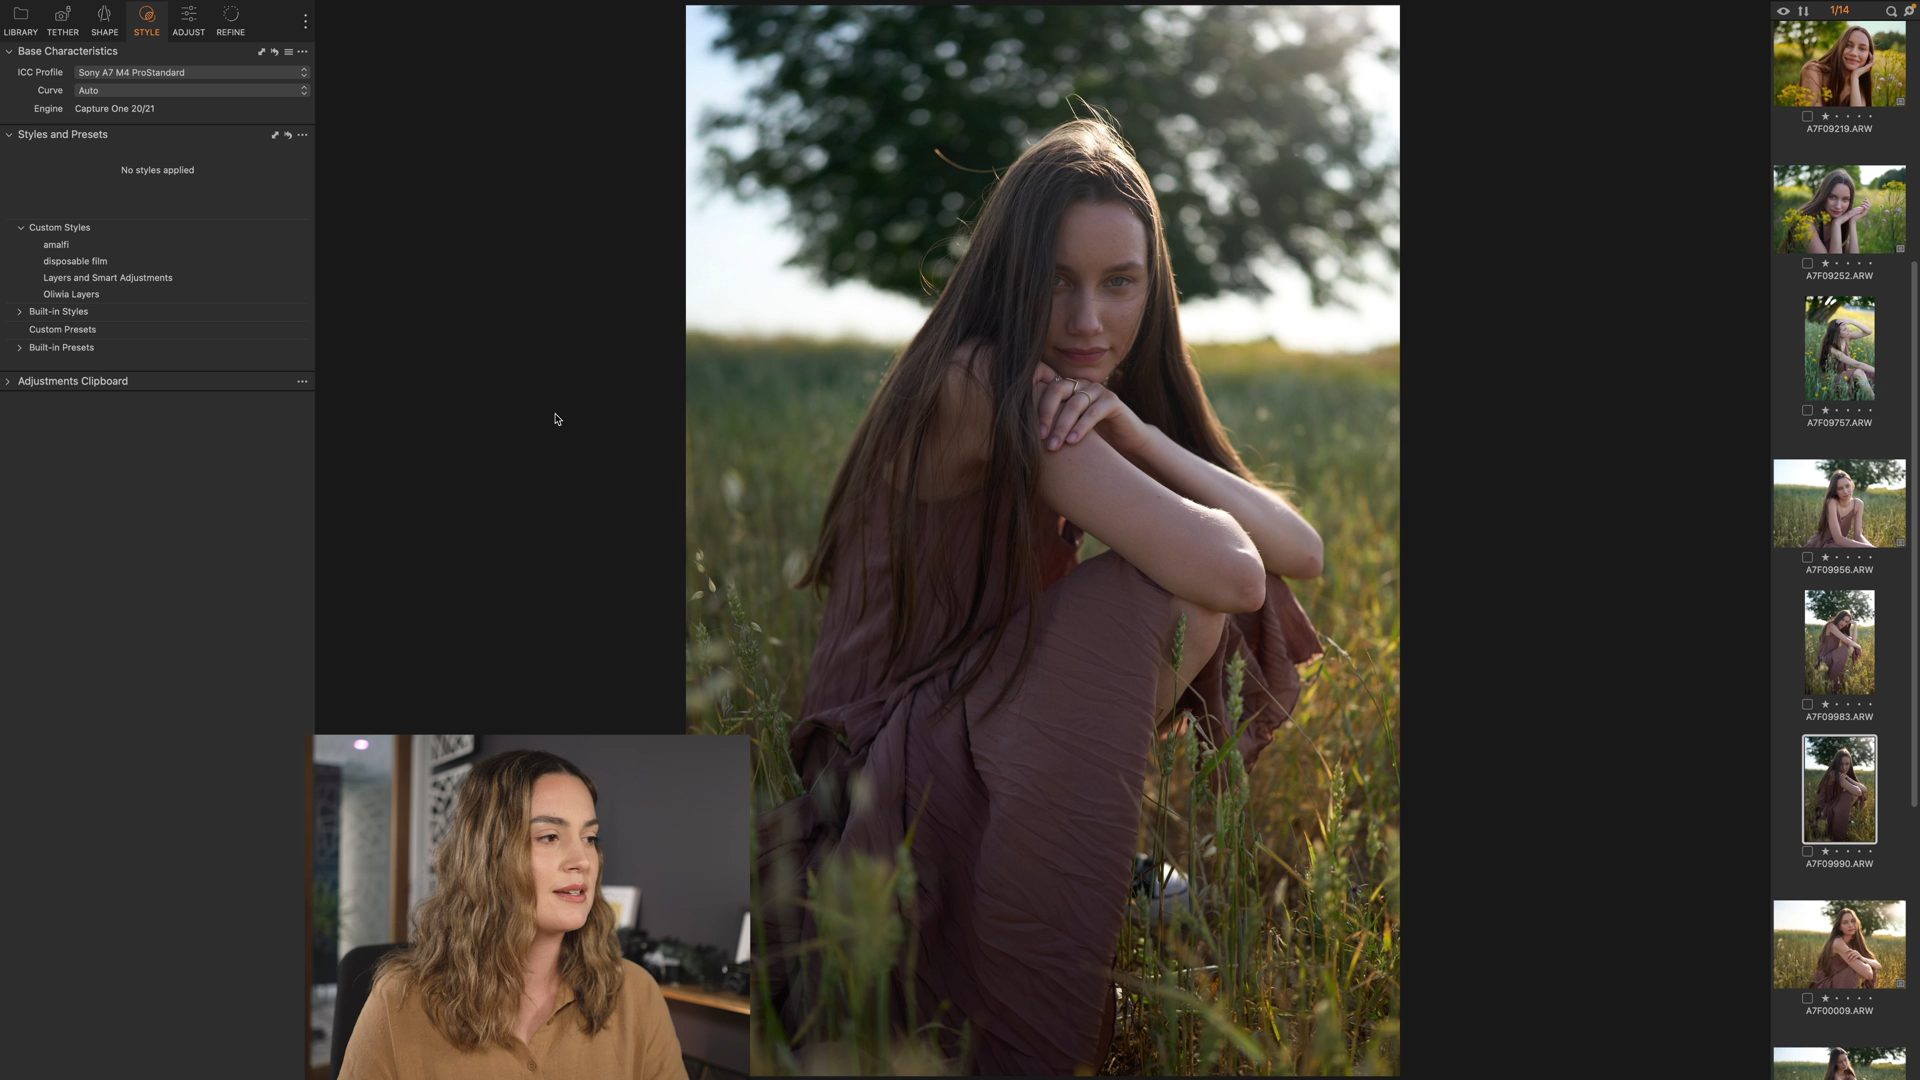 LIBRARY TETHER SHAPE STYLE ADJUST REFINE
Base Characteristics
ICC Profile Sony A7 M4 ProStandard
Curve Auto
Engine Capture One 20/21
Styles and Presets
No styles applied
Custom Styles
amalfi
disposable film
Layers and Smart Adjustments
Oliwia Layers
Built-in Styles
Custom Presets
Built-in Presets
Adjustments Clipboard
1/14
A7F09219.ARW
A7F09252.ARW
A7F09757.ARW
A7F09956.ARW
A7F09983.ARW
A7F09990.ARW
A7F00009.ARW